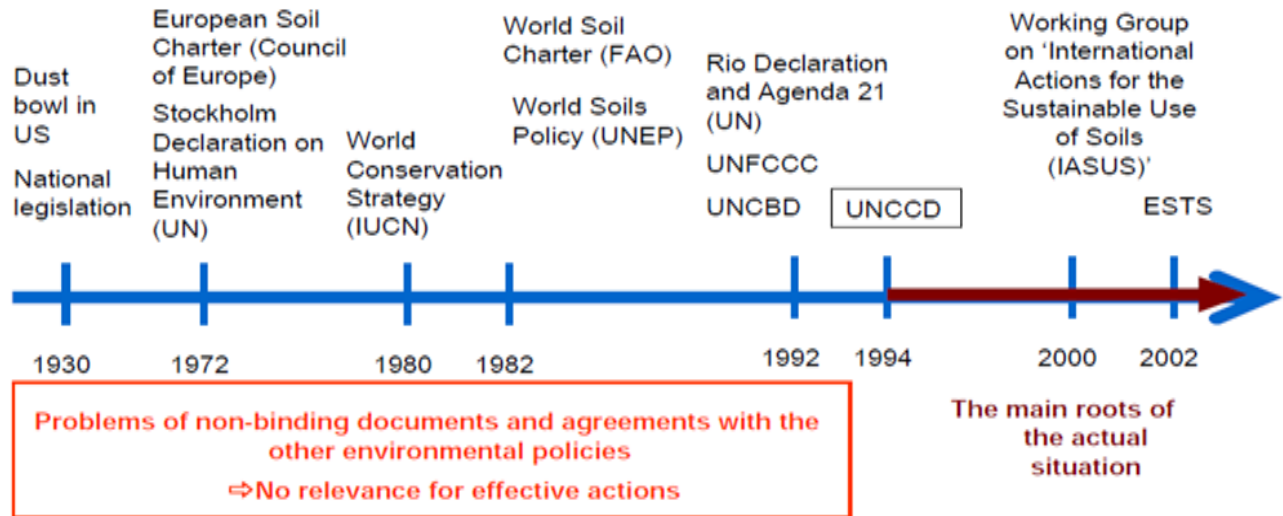 Dust
bowl in
US
National
legislation
European Soil
Charter (Council
of Europe)
Stockholm
Declaration on
Human
Environment
(UN)
World
Conservation
Strategy
(IUCN)
World Soil
Charter (FAO)
World Soils
Policy (UNEP)
Rio Declaration
and Agenda 21
(UN)
UNFCCC
UNCBD
UNCCD
Working Group
on ‘International
Actions for the
Sustainable Use
of Soils
(IASUS)’
ESTS
1930
1972
1980
1982
1992
1994
2000
2002
Problems of non-binding documents and agreements with the
other environmental policies
⇨No relevance for effective actions
The main roots of
the actual
situation